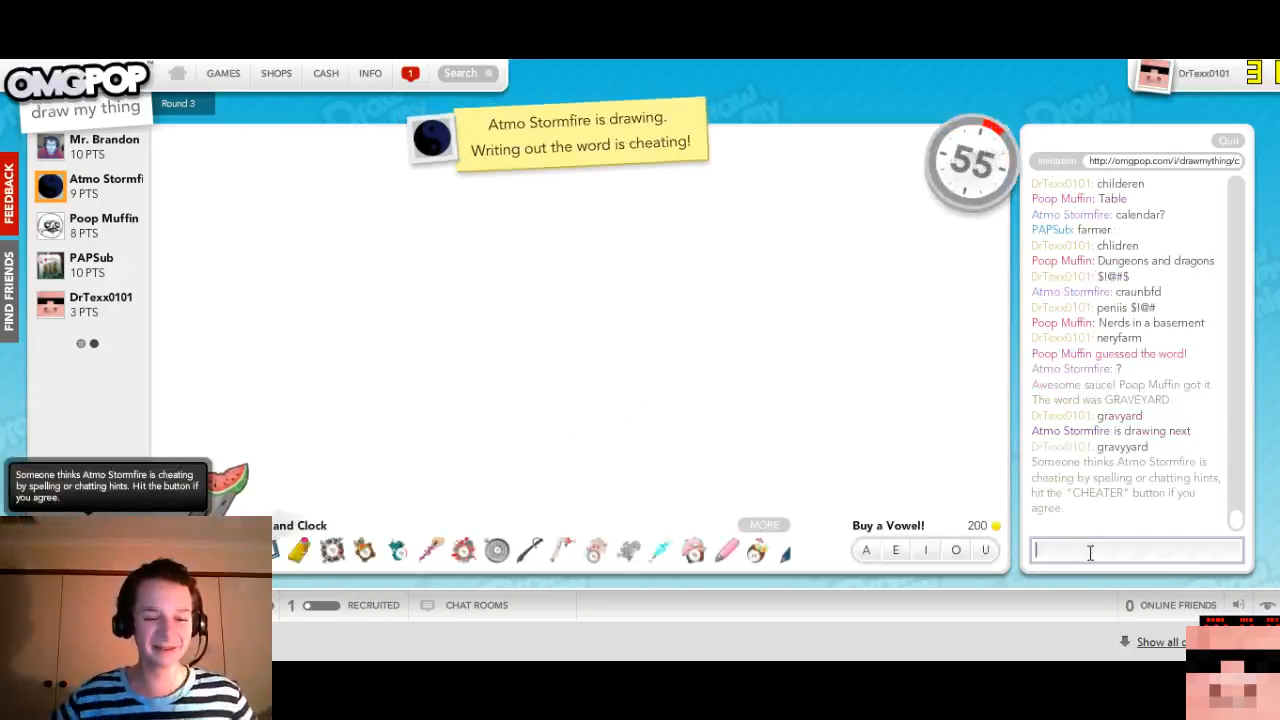 OMGPOP
GAMES SHOPS CASH INFO 1 Search
DrTexx0101 3
draw my thing
Round 3
Mr. Brandon
10 PTS
Atmo Stormfi
9 PTS
Poop Muffin
8 PTS
PAPSub
10 PTS
DrTexx0101
3 PTS
FEEDBACK
FIND FRIENDS
Atmo Stormfire is drawing.
Writing out the word is cheating!
55
Quit
Invitation http://omgpop.com/i/drawmything/c
DrTexx0101: childeren
Poop Muffin: Table
Atmo Stormfire: calendar?
PAPSub: farmer
DrTexx0101: chlidren
Poop Muffin: Dungeons and dragons
DrTexx0101: $!@#$
Atmo Stormfire: craunbfd
DrTexx0101: peniis $!@#
Poop Muffin: Nerds in a basement
DrTexx0101: neryfarm
Poop Muffin guessed the word!
Atmo Stormfire: ?
Awesome sauce! Poop Muffin got it.
The word was GRAVEYARD
DrTexx0101: gravyard
Atmo Stormfire is drawing next
DrTexx0101: gravyyard
Someone thinks Atmo Stormfire is
cheating by spelling or chatting hints,
hit the "CHEATER" button if you
agree.
Someone thinks Atmo Stormfire is cheating
by spelling or chatting hints. Hit the button if
you agree.
and Clock
MORE
Buy a Vowel! 200
A E I O U
1 RECRUITED CHAT ROOMS
0 ONLINE FRIENDS
Show all